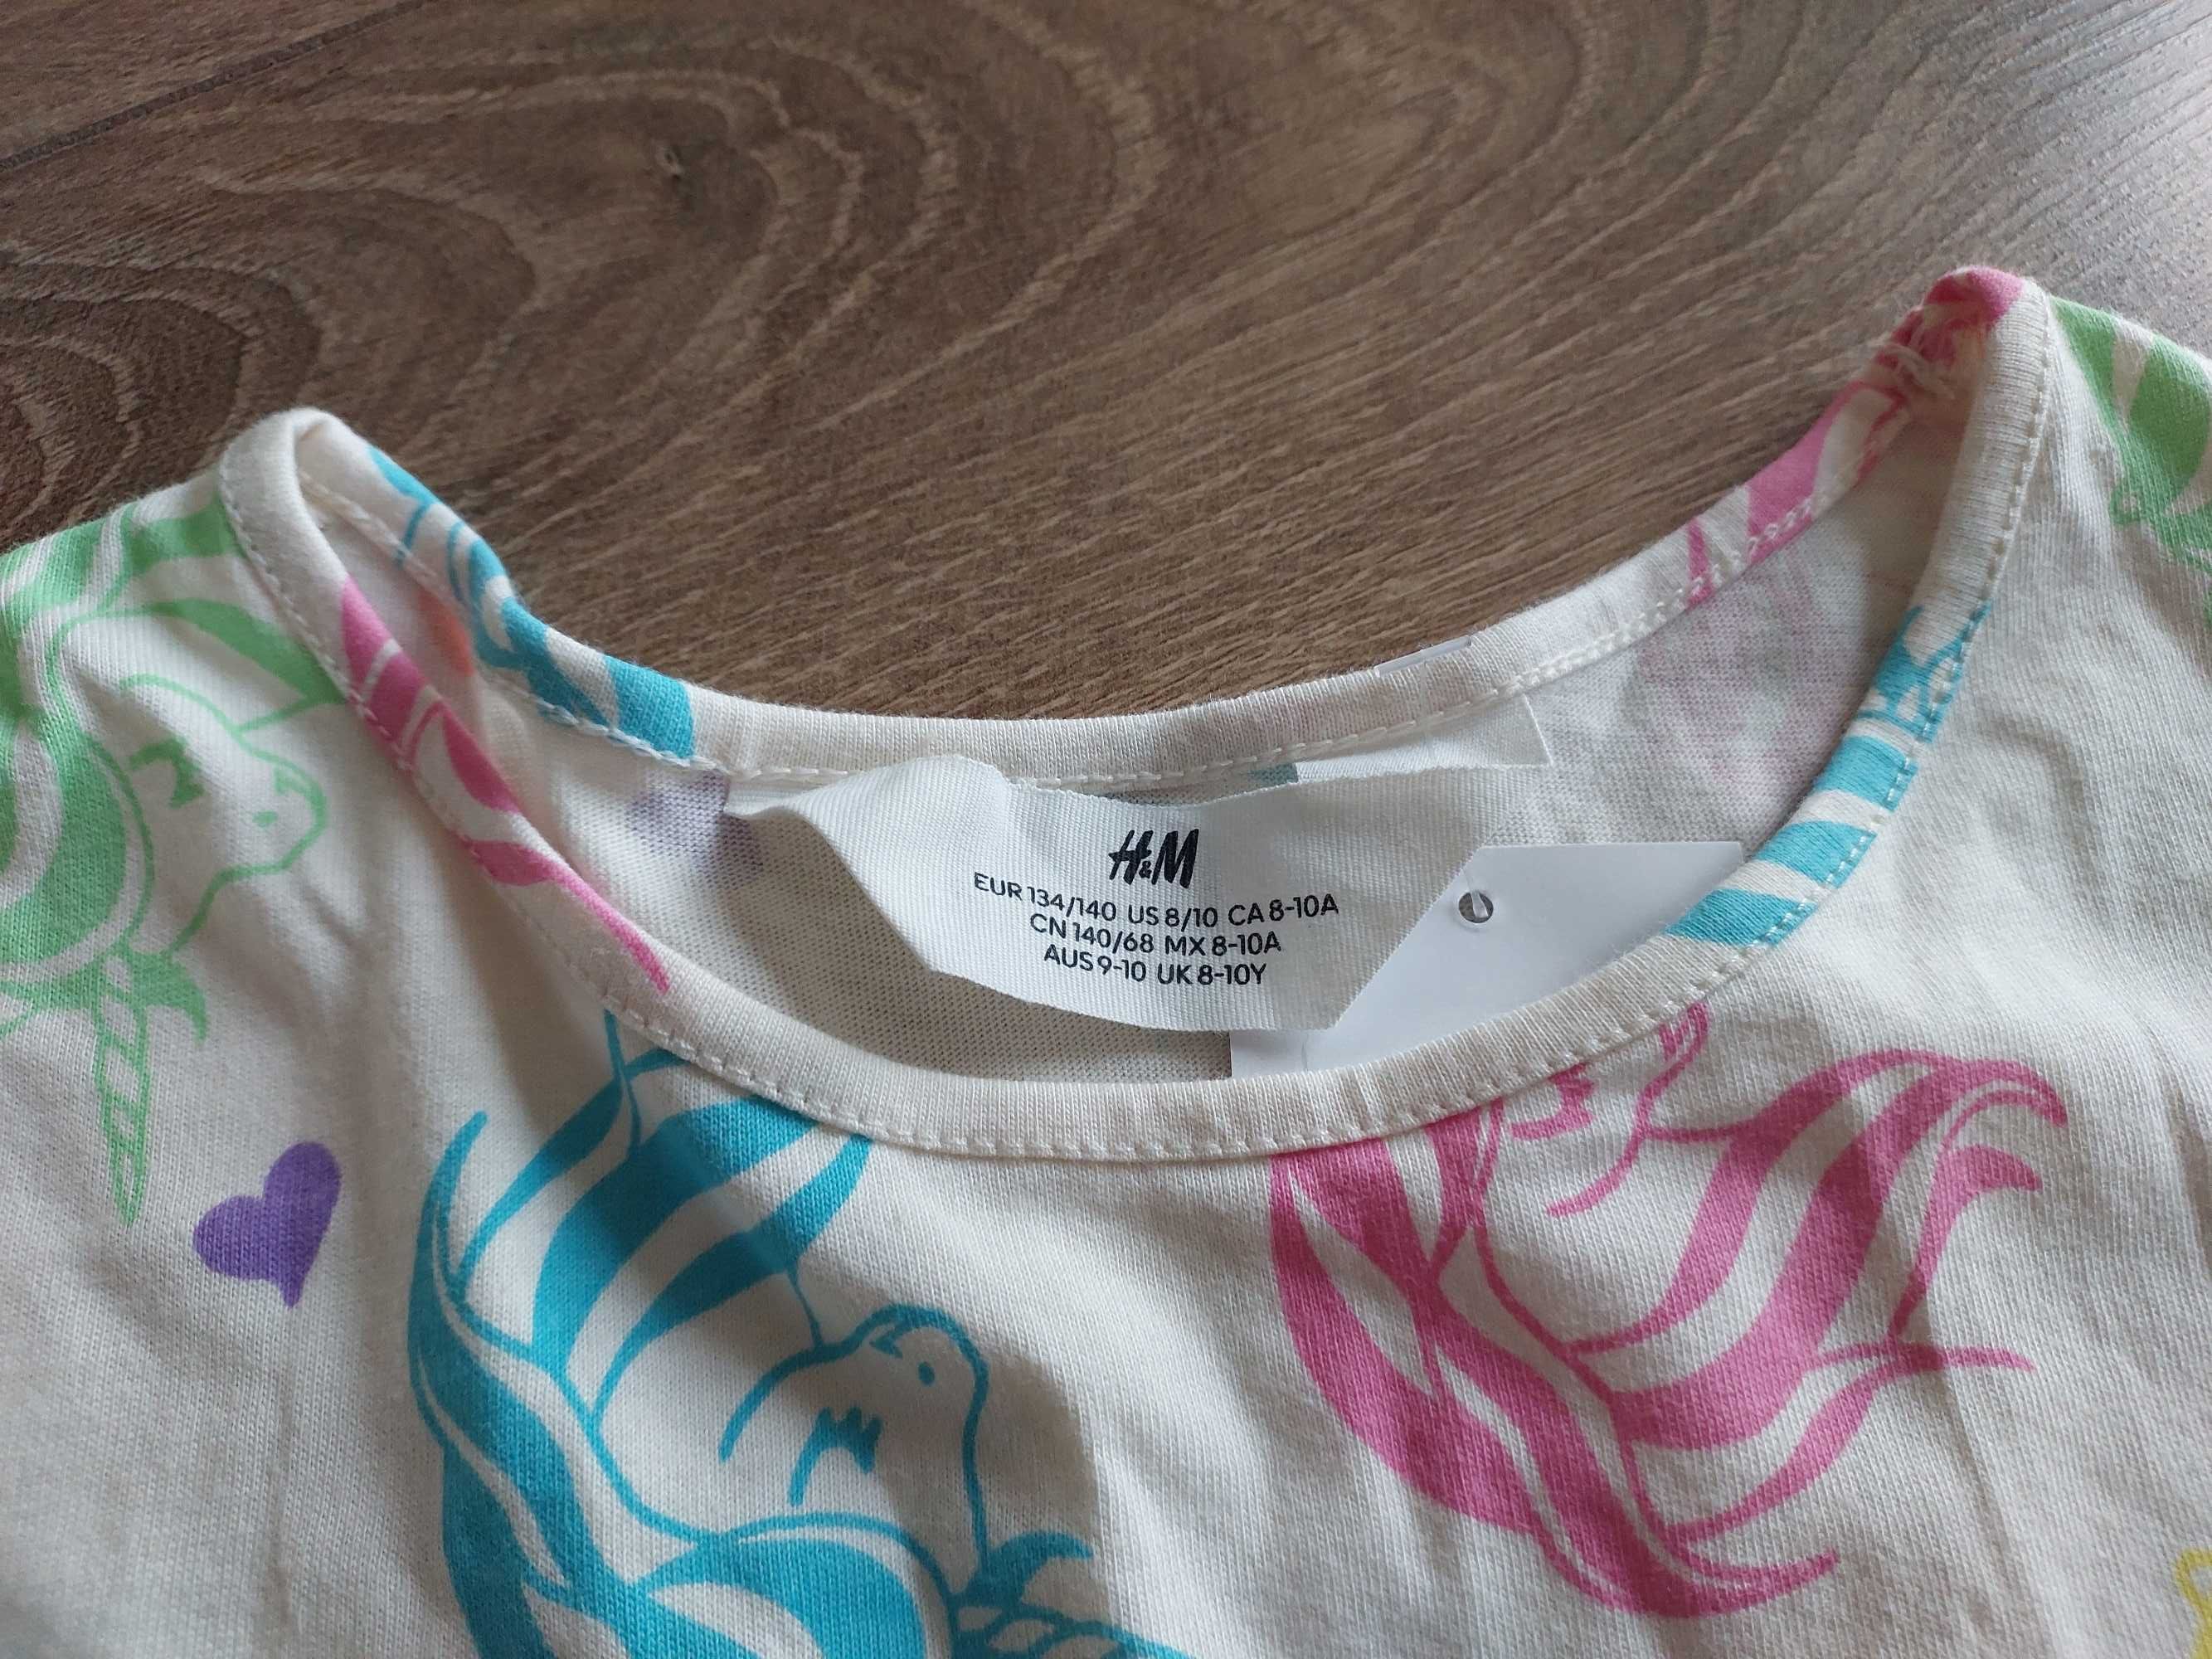 H&M
EUR 134/140 US 8/10 CA 8-10A
CN 140/68 MX 8-10A
AUS 9-10 UK 8-10Y